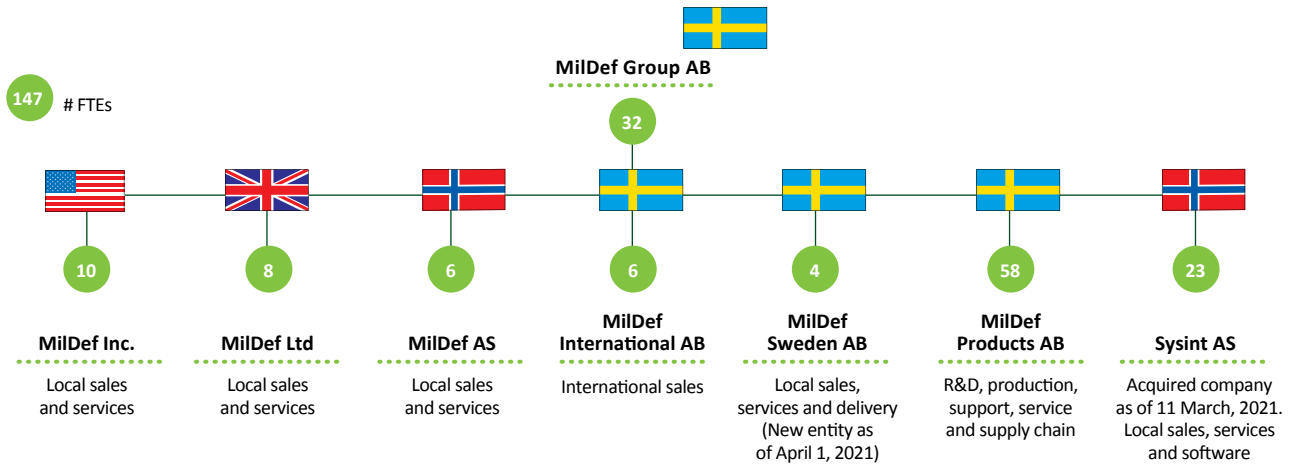 MilDef Group AB
147
# FTEs
32
10
8
6
6
4
58
23
MilDef Inc.
Local sales
and services
MilDef Ltd
Local sales
and services
MilDef AS
Local sales
and services
MilDef
International AB
International sales
MilDef
Sweden AB
Local sales,
services and delivery
(New entity as
of April 1, 2021)
MilDef
Products AB
R&D, production,
support, service
and supply chain
Sysint AS
Acquired company
as of 11 March, 2021.
Local sales, services
and software